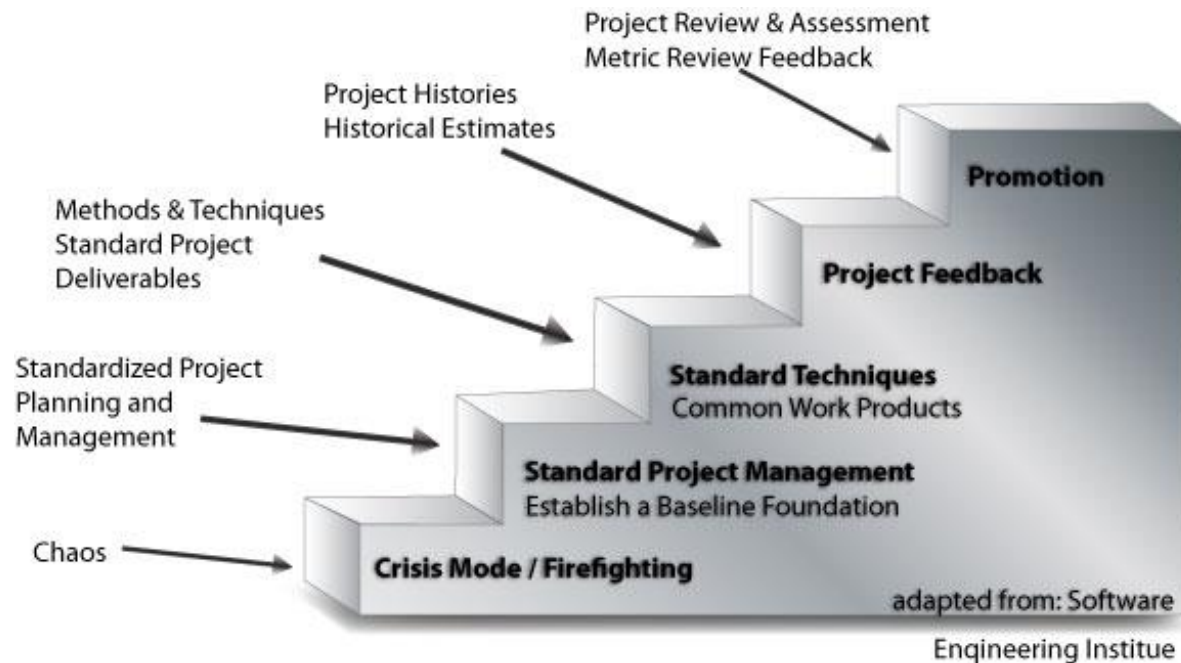 Project Review & Assessment
Metric Review Feedback
Project Histories
Historical Estimates
Methods & Techniques
Standard Project
Deliverables
Standardized Project
Planning and
Management
Chaos
Promotion
Project Feedback
Standard Techniques
Common Work Products
Standard Project Management
Establish a Baseline Foundation
Crisis Mode / Firefighting
adapted from: Software
Engineering Institue